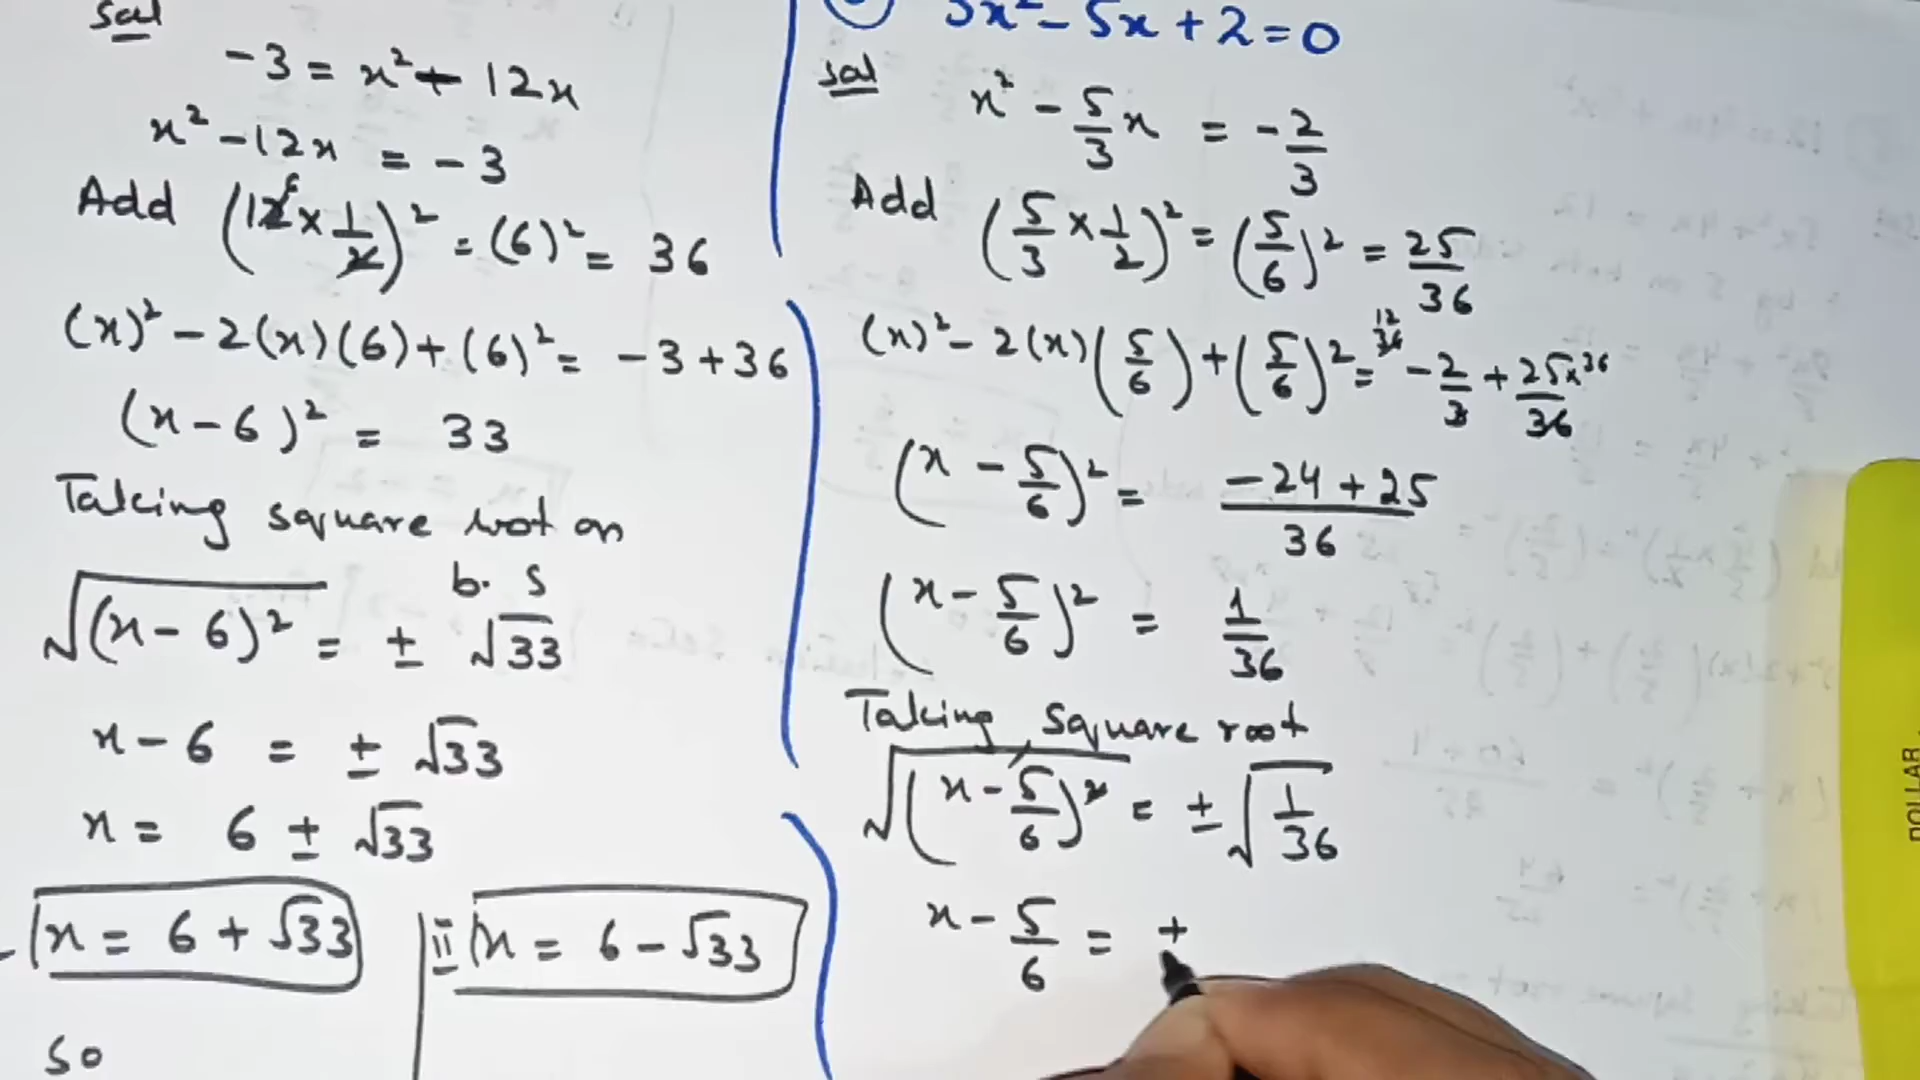 Sol
-3 = x² - 12x
x² - 12x = -3
Add (12⁶ × 1/2)² = (6)² = 36
(x)² - 2(x)(6) + (6)² = -3 + 36
(x - 6)² = 33
Taking square root on
b. S
√(x - 6)² = ± √33
x - 6 = ± √33
x = 6 ± √33
x = 6 + √33
ii x = 6 - √33
So
3x² - 5x + 2 = 0
Sol
x² - 5/3 x = -2/3
Add (5/3 × 1/2)² = (5/6)² = 25/36
(x)² - 2(x)(5/6) + (5/6)² = 12 36 -2/3 + 25×36/36
(x - 5/6)² = -24 + 25/36
(x - 5/6)² = 1/36
Taking square root
√(x - 5/6)² = ± √1/36
x - 5/6 = +
DOLLAR